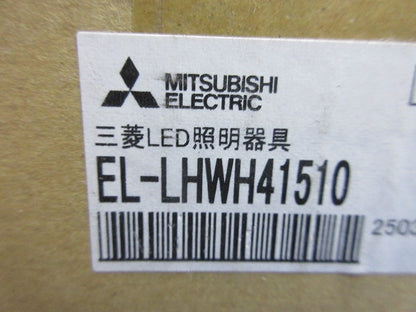 MITSUBISHI
ELECTRIC
三菱LED照明器具
EL-LHWH41510
2503